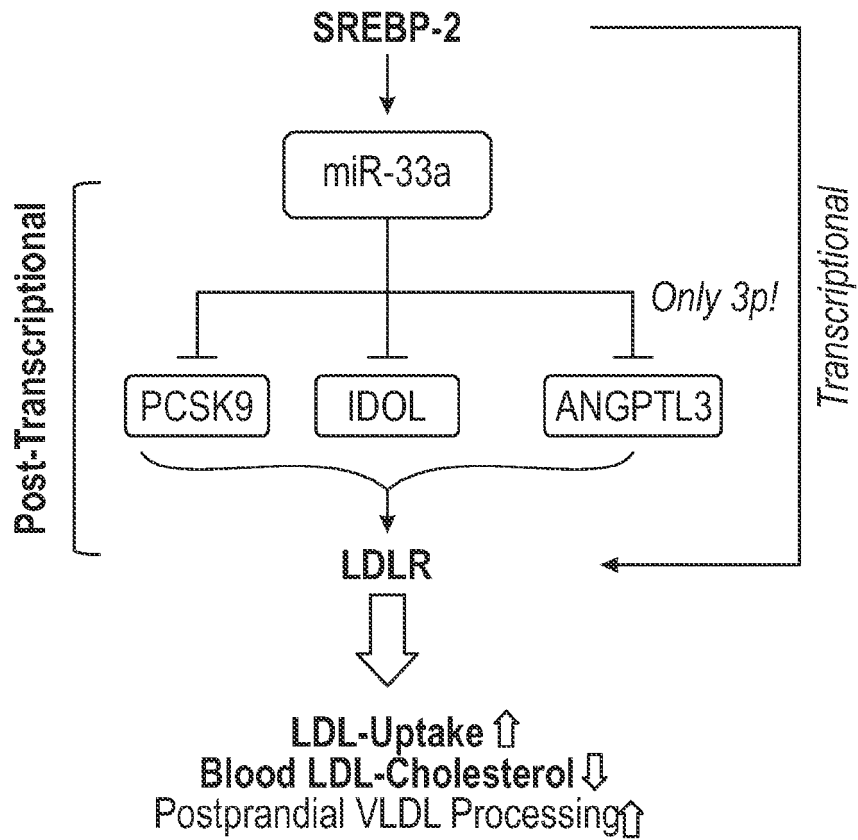 SREBP-2
miR-33a
Post-Transcriptional
Only 3p!
Transcriptional
PCSK9
IDOL
ANGPTL3
LDLR
LDL-Uptake ⇧
Blood LDL-Cholesterol ⇩
Postprandial VLDL Processing⇧